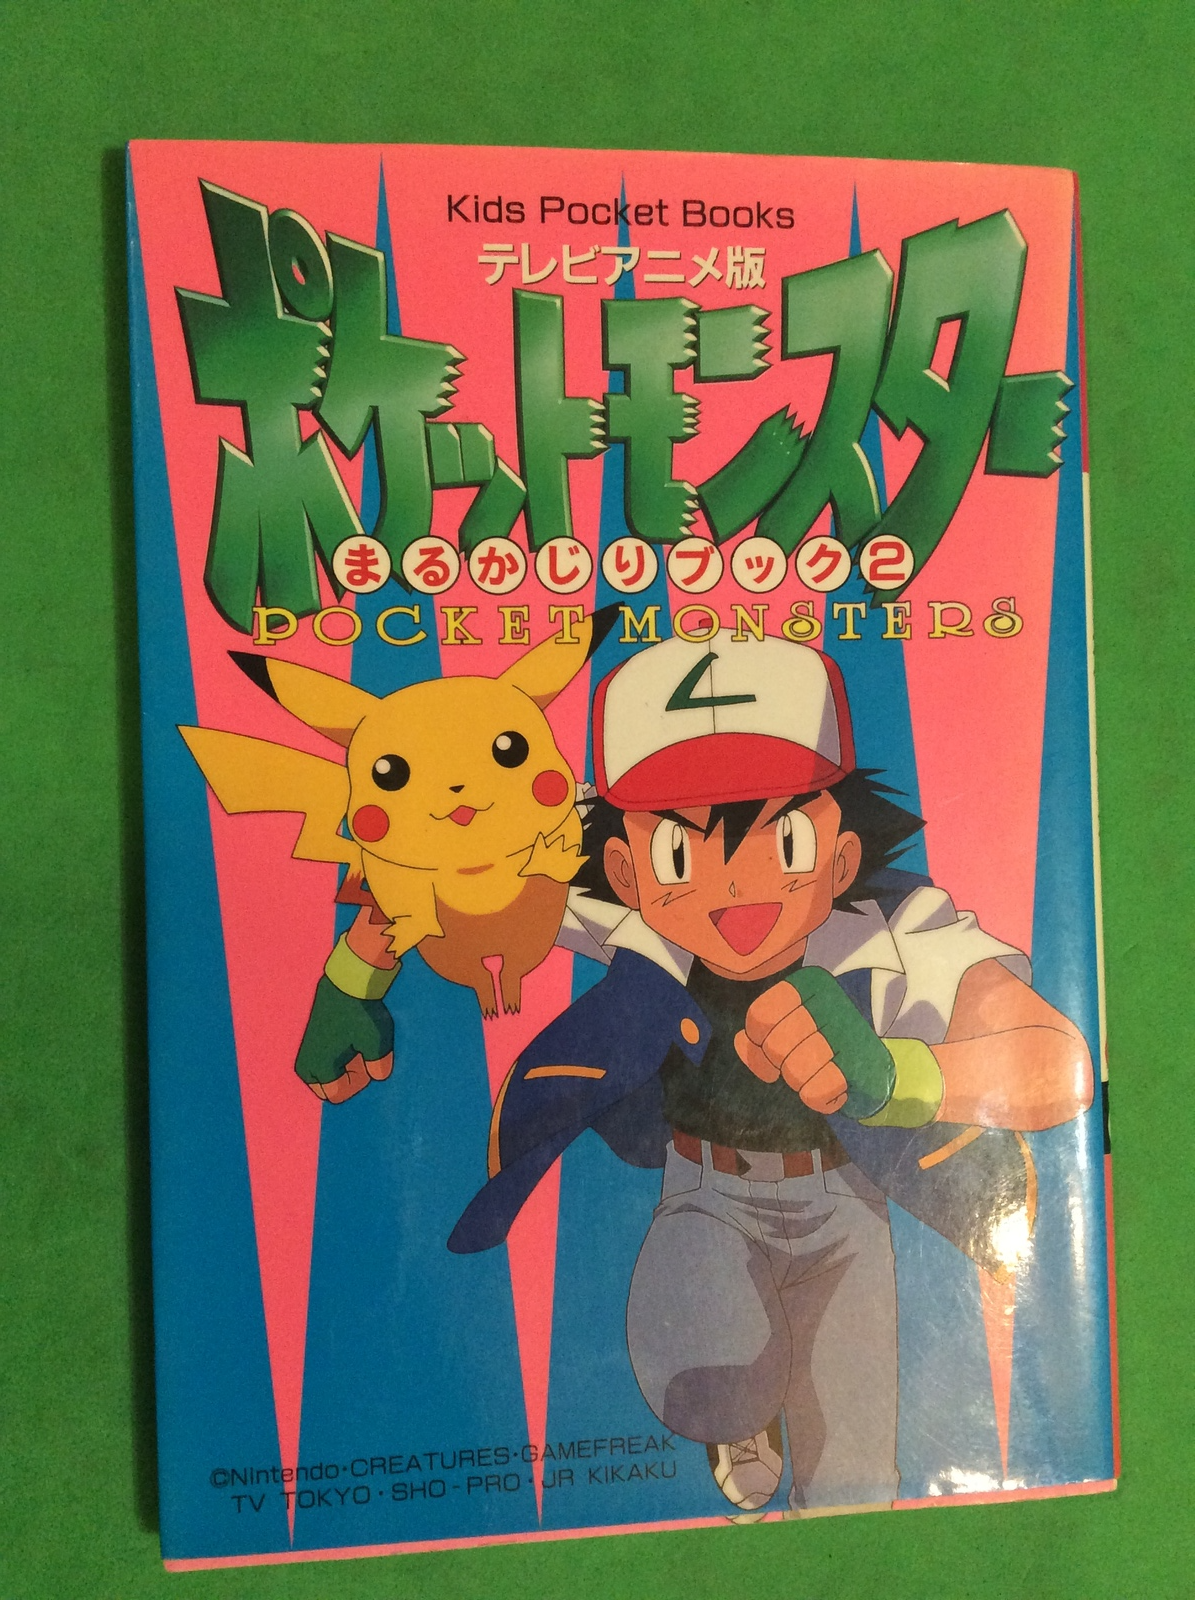 Kids Pocket Books
テレビアニメ版
ポケットモンスター
まるかじりブック2
POCKET MONSTERS
©Nintendo・CREATURES・GAMEFREAK
TV TOKYO・SHO-PRO・JR KIKAKU